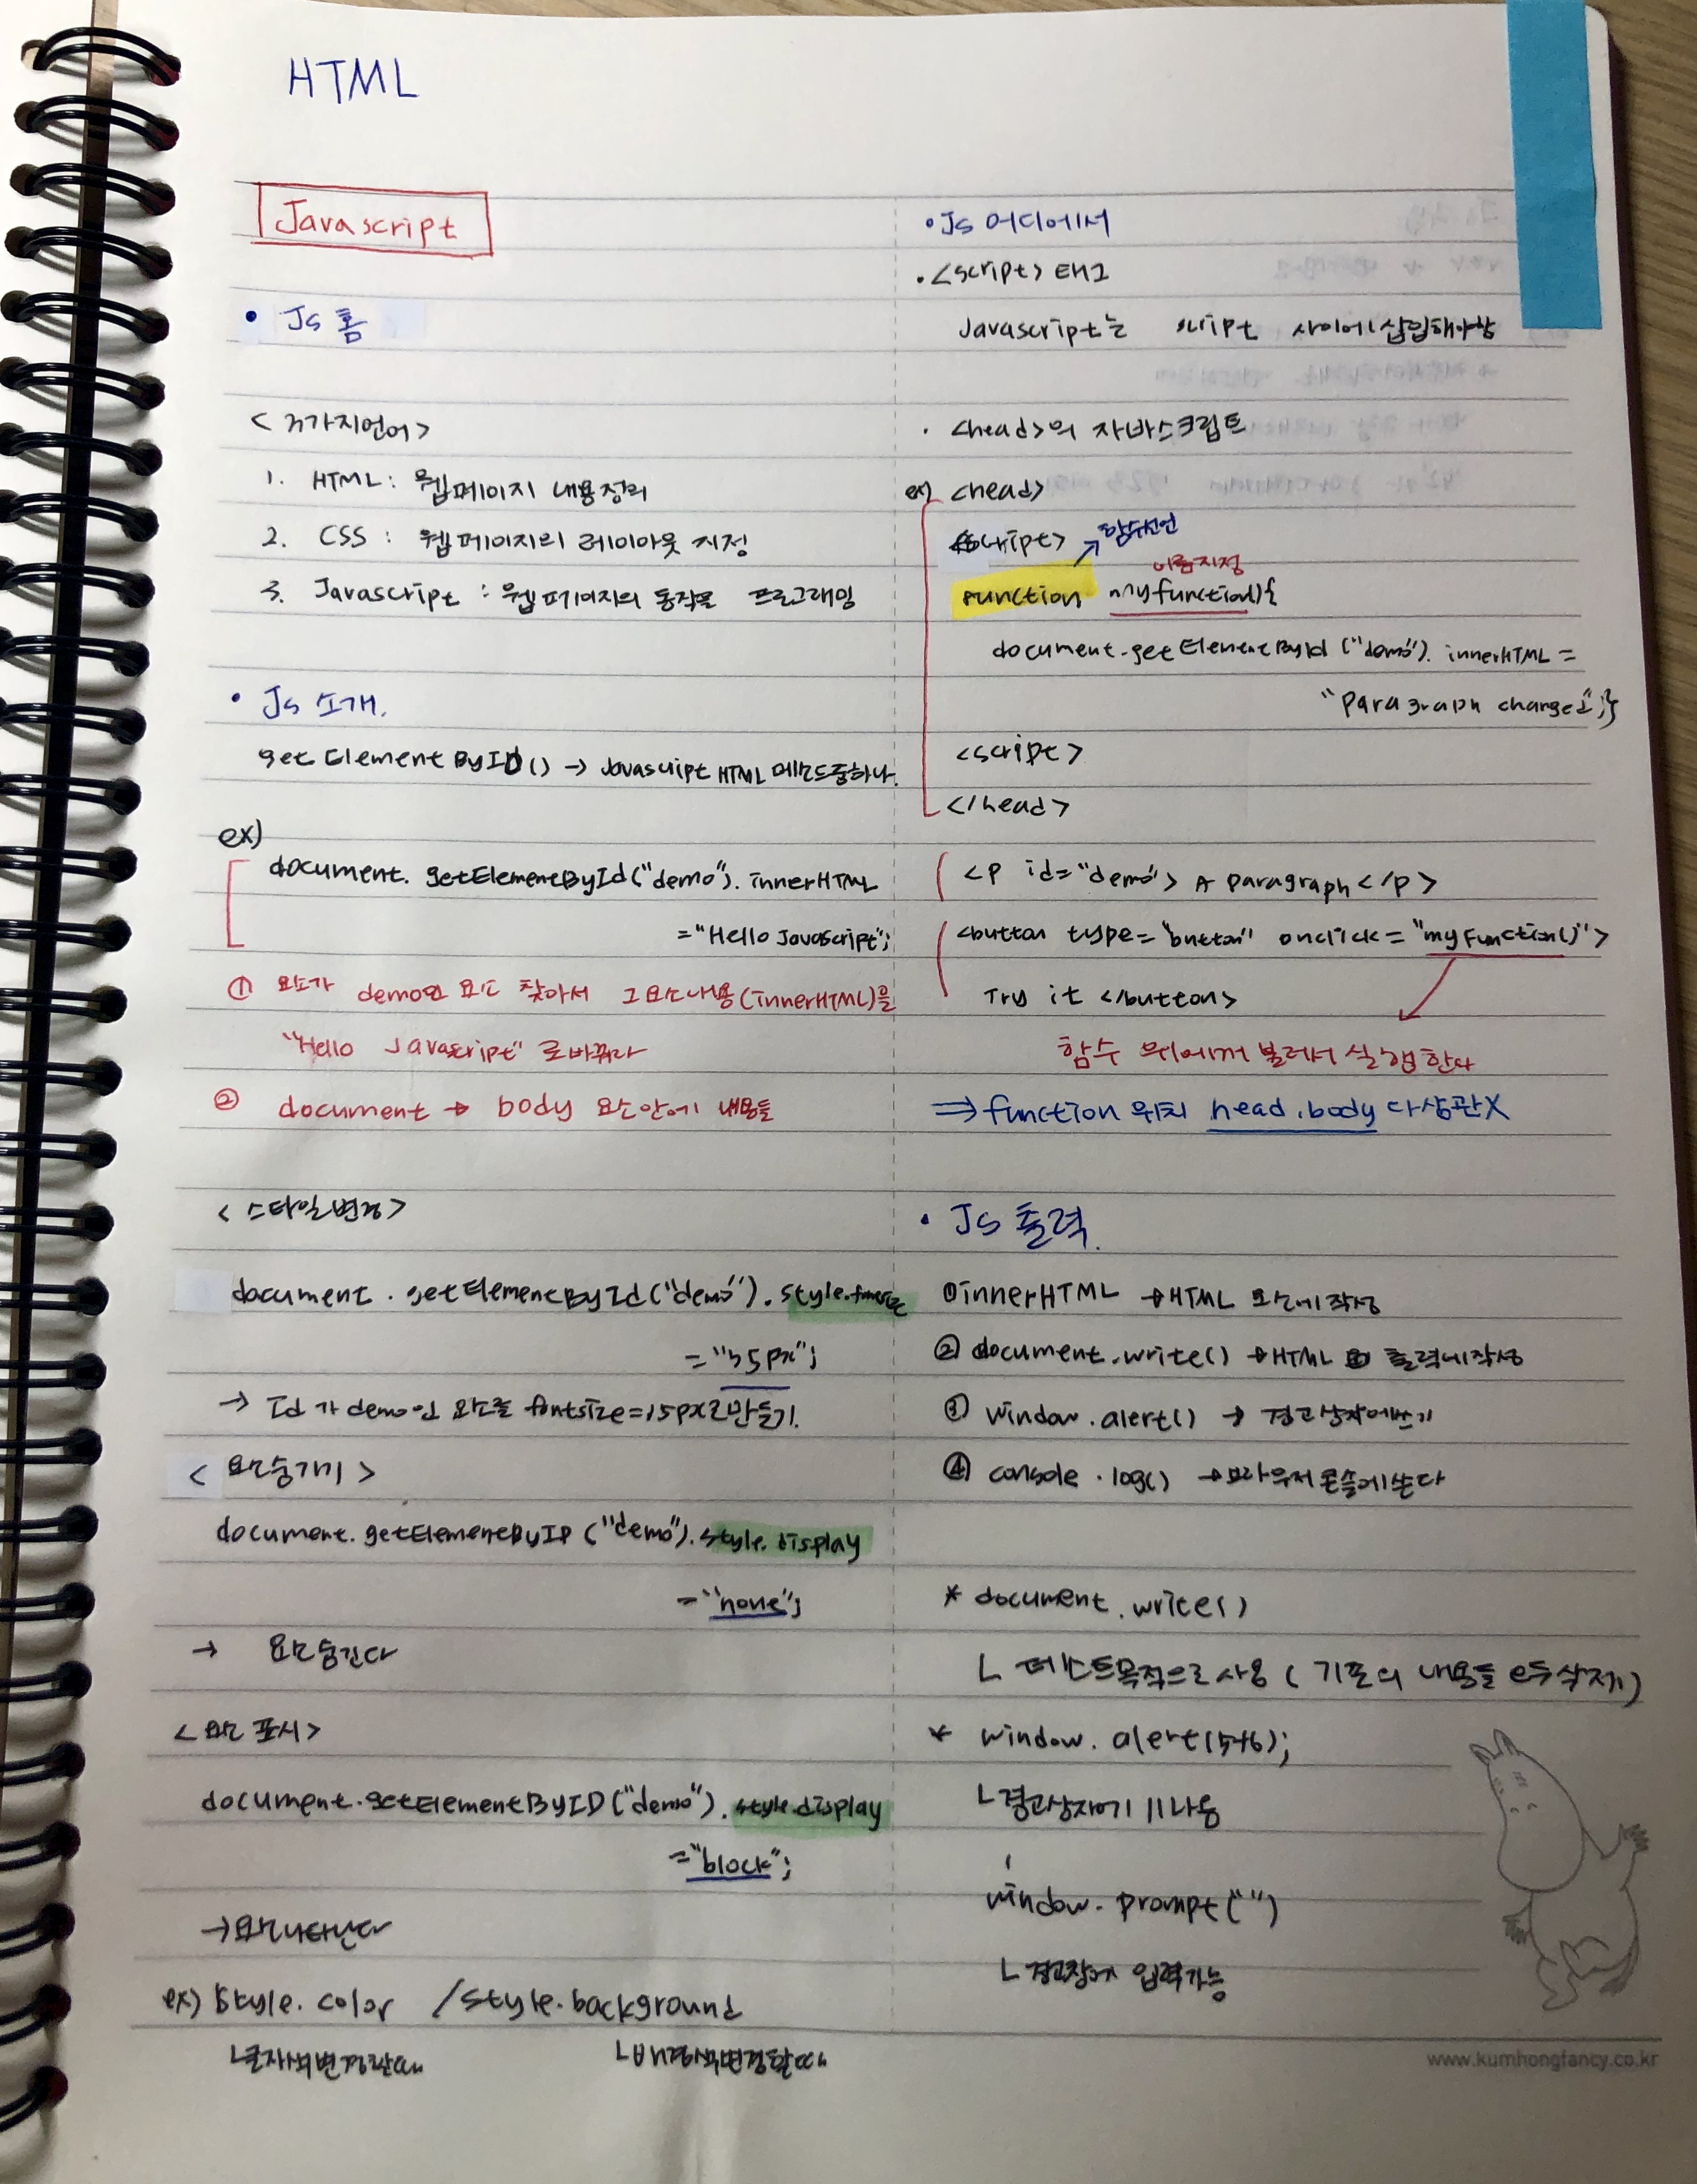 HTML
Javascript
• Js 홈
<3가지언어>
1. HTML : 웹페이지 내용정의
2. CSS : 웹페이지의 레이아웃 지정
3. Javascript : 웹페이지의 동작을 프로그래밍
• Js 소개.
getElementByID() → Javascript HTML 메소드중하나.
ex)
document. getElementById("demo"). innerHTML
="Hello Javascript";
① 요소가 demo인 요소 찾아서 그요소내용(innerHTML)을
"Hello Javascript" 로바꿔라
② document → body 요소안에 내용들
<스타일변경>
document . getElementById("demo"). style.fontsize
="35px";
→ Id가 demo인 요소를 fontsize=15px로만들기.
<요소숨기기>
document.getElementByID ("demo").style.display
="none";
→ 요소숨긴다
<요소 표시>
document.getElementByID("demo").style.display
="block";
→요소나타난다
ex) style.color /style.background
ㄴ글자색변경할때 ㄴ배경색변경할때
• Js 어디에서
• <script> 태그
Javascript는 script 사이에 삽입해야함
· <head>의 자바스크립트
ex) <head>
<script> 함수선언
이름지정
function myfunction(){
document.getElementById ("demo"). innerHTML =
"Paragraph changed";}
<script>
</head>
<p id="demo"> A paragraph</p>
<button type="button" onclick="myFunction()">
Try it </button>
함수 위에꺼 불러서 실행한다
⇒ function 위치 head.body 다상관X
• Js 출력.
①innerHTML →HTML 요소에작성
② document.write() →HTML 출력에작성
③ window.alert() → 경고상자에쓰기
④ console .log() →브라우저콘솔에쓴다
* document.write()
ㄴ 테스트목적으로사용 ( 기존의 내용들 모두삭제)
* window. alert(5+6);
ㄴ경고상자에 11나옴
window. prompt("")
ㄴ 경고창에 입력가능
www.kumhongfancy.co.kr